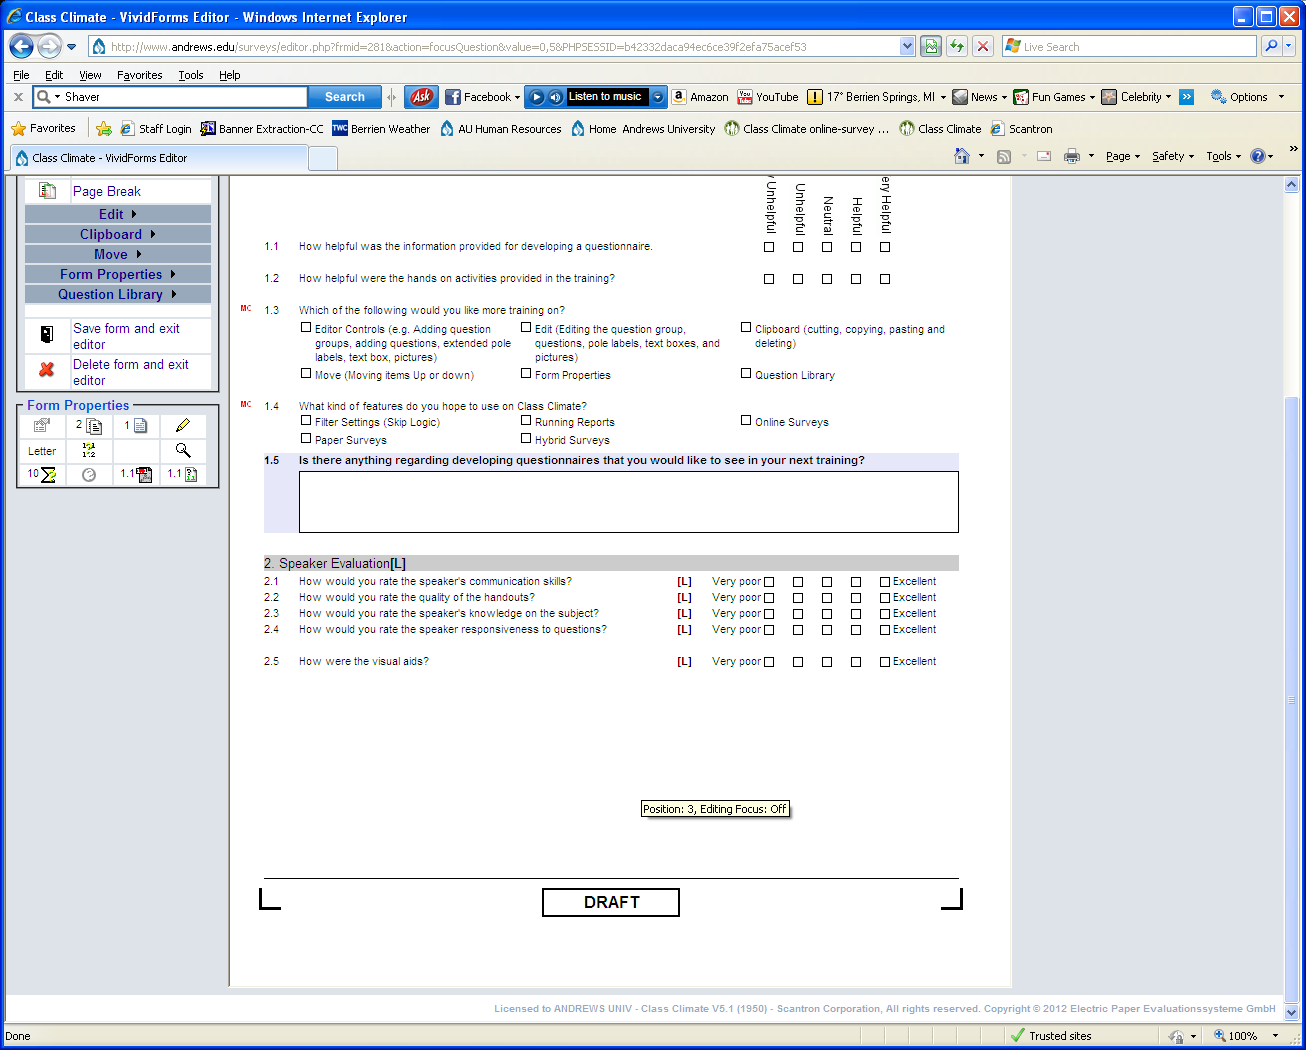 Class Climate - VividForms Editor - Windows Internet Explorer
http://www.andrews.edu/surveys/editor.php?frmid=281&action=focusQuestion&value=0,5&PHPSESSID=b42332daca94ec6ce39f2efa75acef53
Live Search
File Edit View Favorites Tools Help
Shaver Search Ask Facebook Listen to music Amazon YouTube 17° Berrien Springs, MI News Fun Games Celebrity Options
Favorites Staff Login Banner Extraction-CC TWC Berrien Weather AU Human Resources Home Andrews University Class Climate online-survey ... Class Climate Scantron
Class Climate - VividForms Editor
Page Safety Tools
Page Break
Edit
Clipboard
Move
Form Properties
Question Library
Save form and exit
editor
Delete form and exit
editor
Form Properties
2 1
Letter
10 1.1 1.1
y Unhelpful Unhelpful Neutral Helpful ery Helpful
1.1 How helpful was the information provided for developing a questionnaire.
1.2 How helpful were the hands on activities provided in the training?
MC 1.3 Which of the following would you like more training on?
Editor Controls (e.g. Adding question
groups, adding questions, extended pole
labels, text box, pictures)
Edit (Editing the question group,
questions, pole labels, text boxes, and
pictures)
Clipboard (cutting, copying, pasting and
deleting)
Move (Moving items Up or down) Form Properties Question Library
MC 1.4 What kind of features do you hope to use on Class Climate?
Filter Settings (Skip Logic) Running Reports Online Surveys
Paper Surveys Hybrid Surveys
1.5 Is there anything regarding developing questionnaires that you would like to see in your next training?
2. Speaker Evaluation[L]
2.1 How would you rate the speaker's communication skills? [L] Very poor Excellent
2.2 How would you rate the quality of the handouts? [L] Very poor Excellent
2.3 How would you rate the speaker's knowledge on the subject? [L] Very poor Excellent
2.4 How would you rate the speaker responsiveness to questions? [L] Very poor Excellent
2.5 How were the visual aids? [L] Very poor Excellent
Position: 3, Editing Focus: Off
DRAFT
Licensed to ANDREWS UNIV - Class Climate V5.1 (1950) - Scantron Corporation, All rights reserved. Copyright © 2012 Electric Paper Evaluationssysteme GmbH
Done Trusted sites 100%